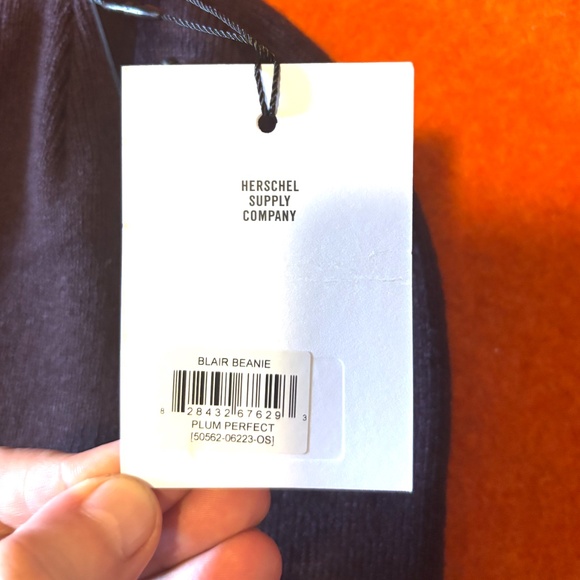 HERSCHEL
SUPPLY
COMPANY
BLAIR BEANIE
8 28432 67629 3
PLUM PERFECT
[50562-06223-OS]